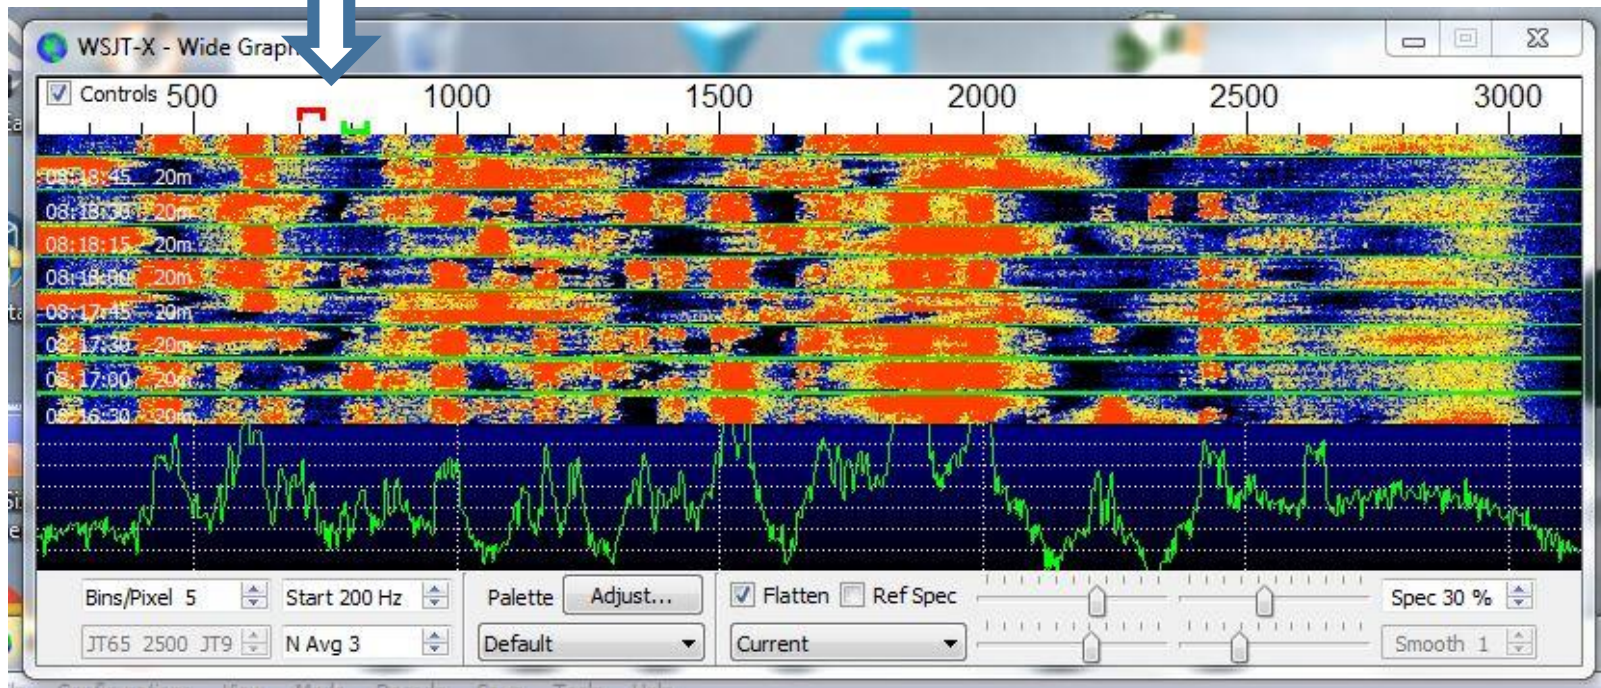 WSJT-X - Wide Graph
Controls 500 1000 1500 2000 2500 3000
08:18:45 20m
08:18:30 20m
08:18:15 20m
08:18:00 20m
08:17:45 20m
08:17:30 20m
08:17:00 20m
08:16:30 20m
Bins/Pixel 5 Start 200 Hz Palette Adjust... Flatten Ref Spec Spec 30 %
JT65 2500 JT9 N Avg 3 Default Current Smooth 1